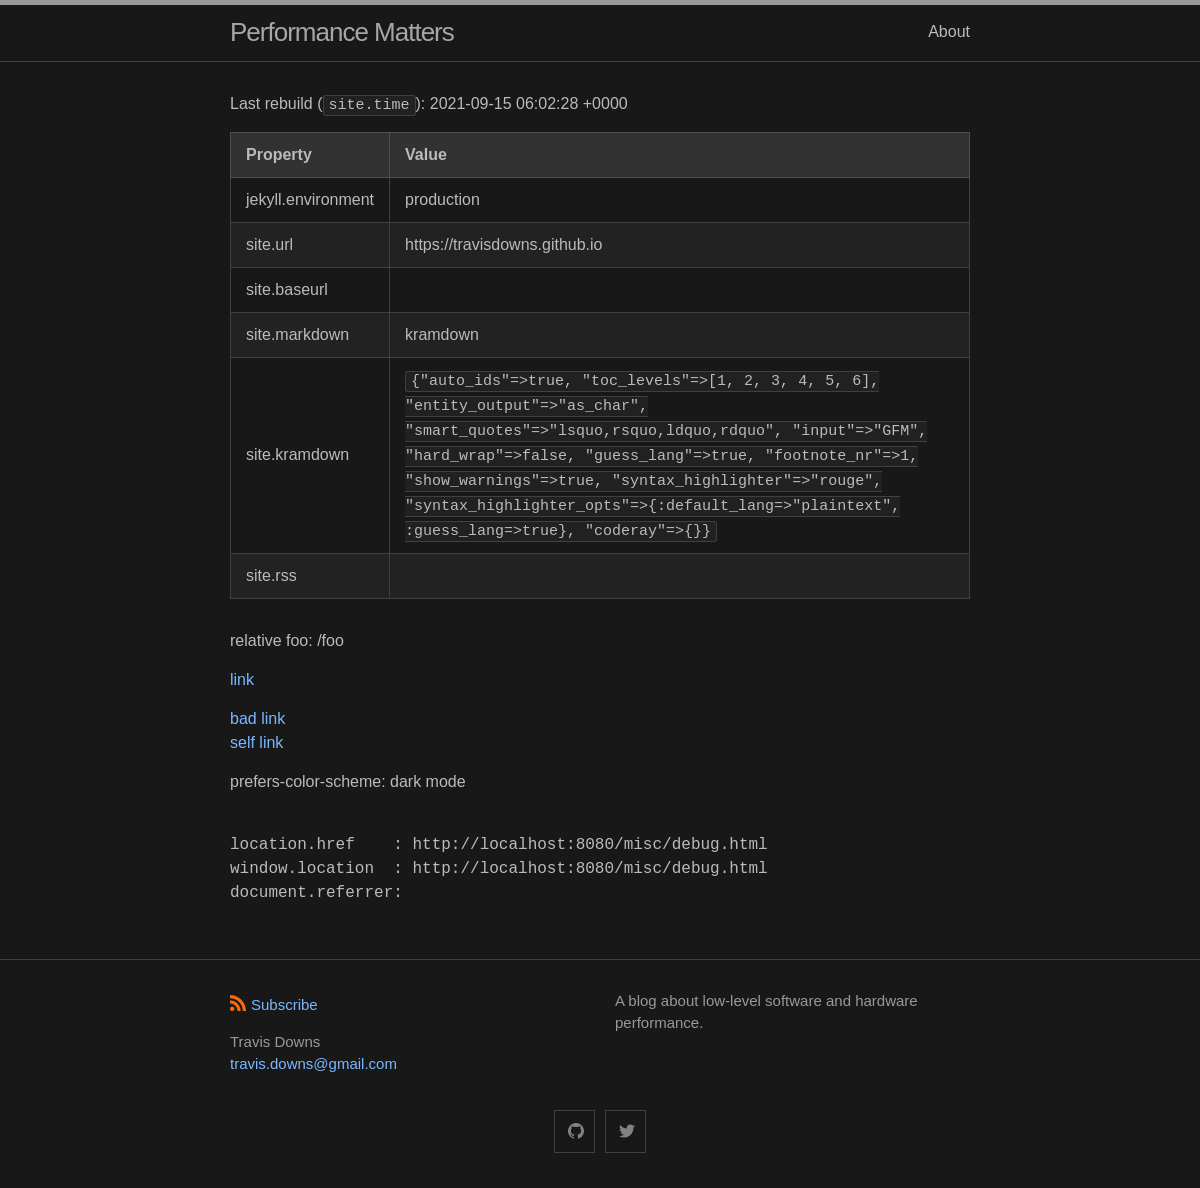 Performance Matters
About
Last rebuild (site.time): 2021-09-15 06:02:28 +0000
Property Value
jekyll.environment production
site.url https://travisdowns.github.io
site.baseurl
site.markdown kramdown
site.kramdown
{"auto_ids"=>true, "toc_levels"=>[1, 2, 3, 4, 5, 6],
"entity_output"=>"as_char",
"smart_quotes"=>"lsquo,rsquo,ldquo,rdquo", "input"=>"GFM",
"hard_wrap"=>false, "guess_lang"=>true, "footnote_nr"=>1,
"show_warnings"=>true, "syntax_highlighter"=>"rouge",
"syntax_highlighter_opts"=>{:default_lang=>"plaintext",
:guess_lang=>true}, "coderay"=>{}}
site.rss
relative foo: /foo
link
bad link
self link
prefers-color-scheme: dark mode
location.href    : http://localhost:8080/misc/debug.html
window.location  : http://localhost:8080/misc/debug.html
document.referrer:
Subscribe
Travis Downs
travis.downs@gmail.com
A blog about low-level software and hardware
performance.